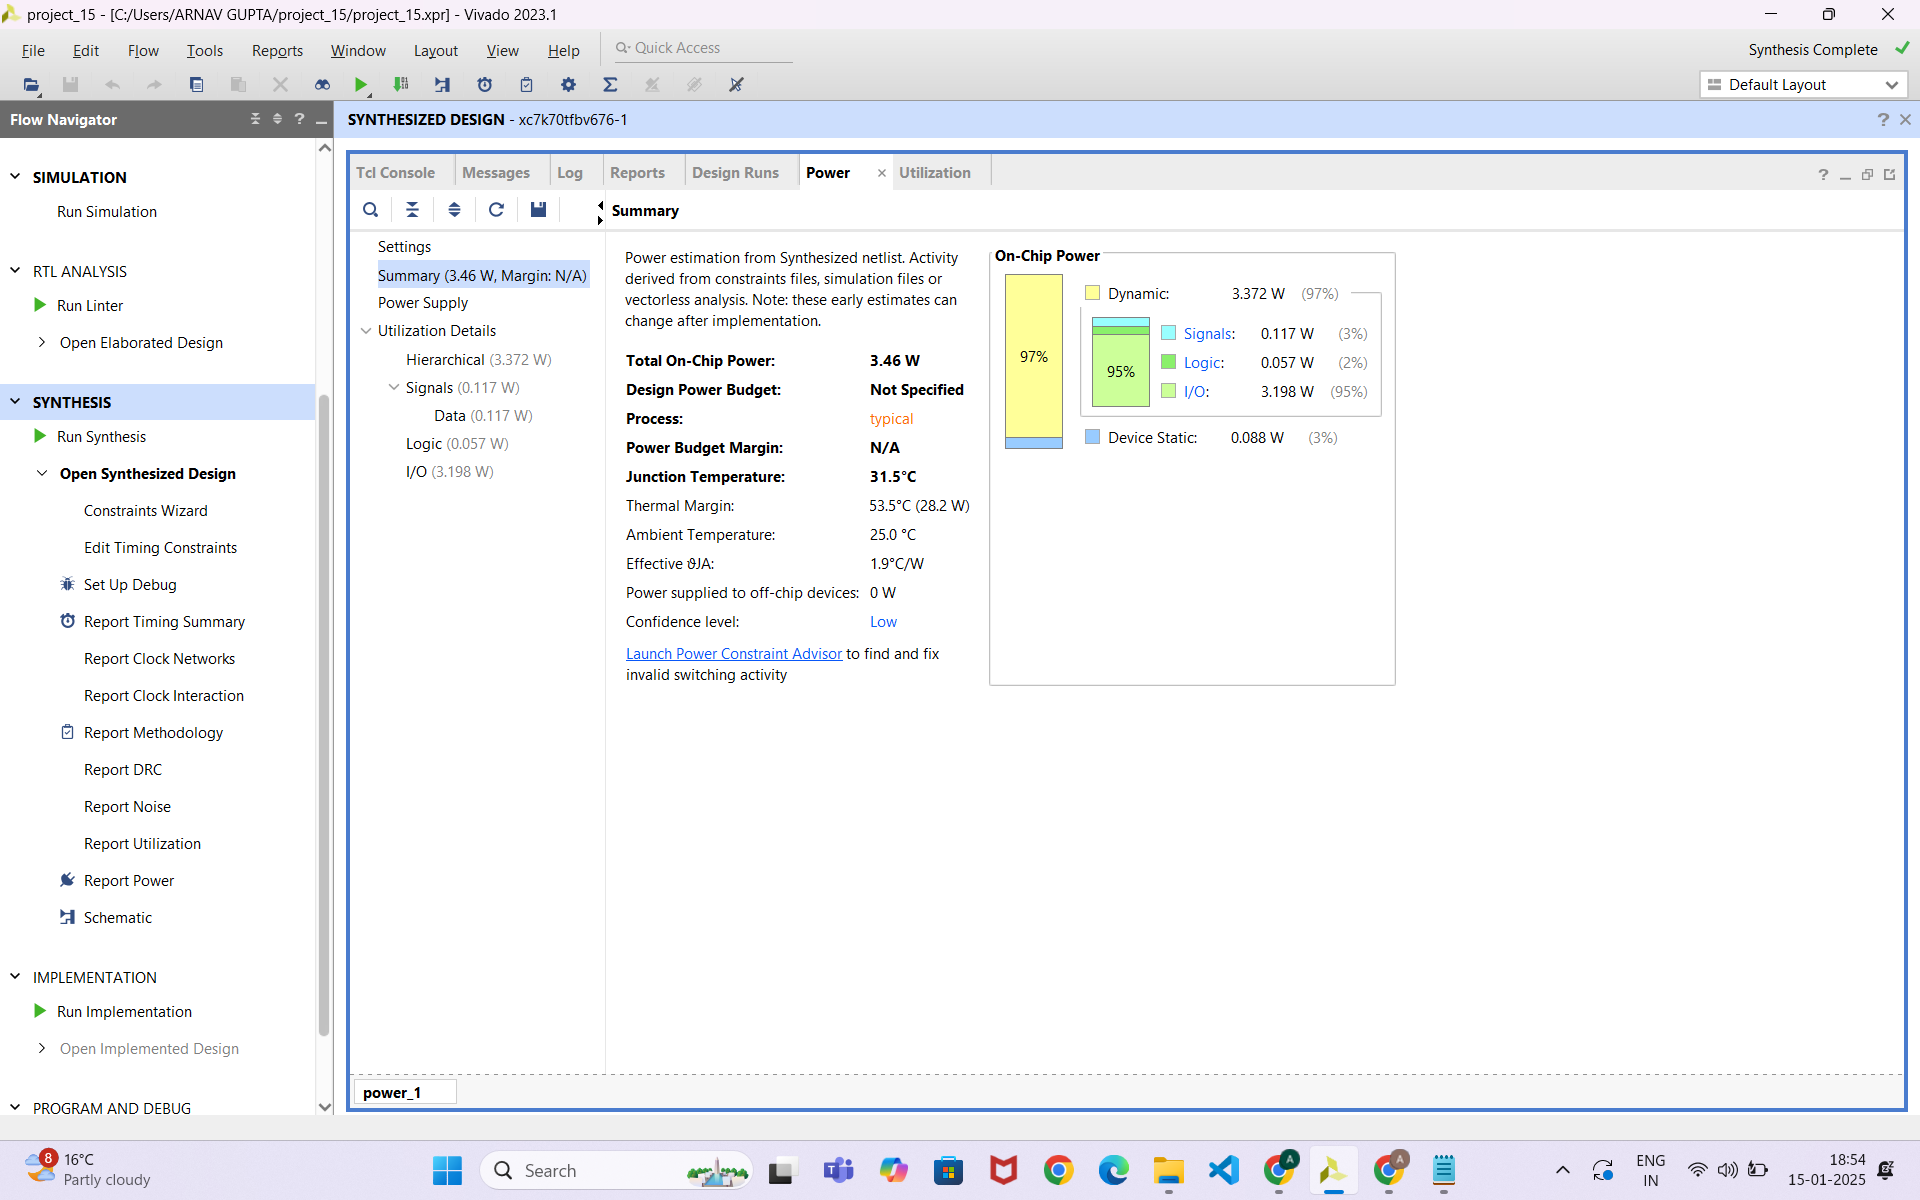 project_15 - [C:/Users/ARNAV GUPTA/project_15/project_15.xpr] - Vivado 2023.1
File Edit Flow Tools Reports Window Layout View Help Quick Access
Synthesis Complete
Default Layout
Flow Navigator
SIMULATION
Run Simulation
RTL ANALYSIS
Run Linter
Open Elaborated Design
SYNTHESIS
Run Synthesis
Open Synthesized Design
Constraints Wizard
Edit Timing Constraints
Set Up Debug
Report Timing Summary
Report Clock Networks
Report Clock Interaction
Report Methodology
Report DRC
Report Noise
Report Utilization
Report Power
Schematic
IMPLEMENTATION
Run Implementation
Open Implemented Design
PROGRAM AND DEBUG
SYNTHESIZED DESIGN - xc7k70tfbv676-1
Tcl Console Messages Log Reports Design Runs Power Utilization
Summary
Settings
Summary (3.46 W, Margin: N/A)
Power Supply
Utilization Details
Hierarchical (3.372 W)
Signals (0.117 W)
Data (0.117 W)
Logic (0.057 W)
I/O (3.198 W)
Power estimation from Synthesized netlist. Activity
derived from constraints files, simulation files or
vectorless analysis. Note: these early estimates can
change after implementation.
Total On-Chip Power: 3.46 W
Design Power Budget: Not Specified
Process: typical
Power Budget Margin: N/A
Junction Temperature: 31.5°C
Thermal Margin: 53.5°C (28.2 W)
Ambient Temperature: 25.0 °C
Effective ϑJA: 1.9°C/W
Power supplied to off-chip devices: 0 W
Confidence level: Low
Launch Power Constraint Advisor to find and fix
invalid switching activity
On-Chip Power
97%
95%
Dynamic: 3.372 W (97%)
Signals: 0.117 W (3%)
Logic: 0.057 W (2%)
I/O: 3.198 W (95%)
Device Static: 0.088 W (3%)
power_1
8
16°C
Partly cloudy
Search
A
A
ENG
IN
18:54
15-01-2025